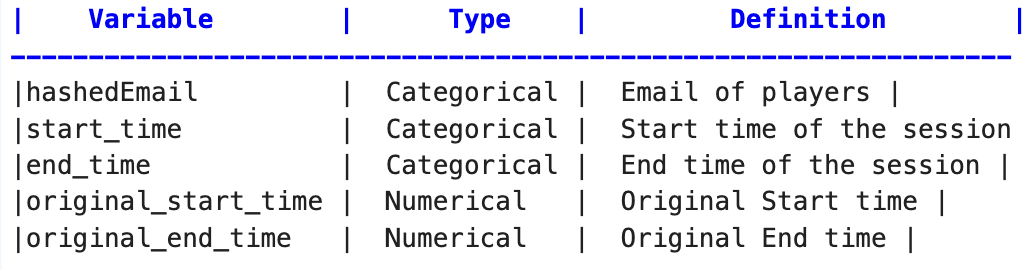 |    Variable        |      Type    |         Definition        |
----------------------------------------------------------------
|hashedEmail         |  Categorical |  Email of players |
|start_time          |  Categorical |  Start time of the session
|end_time            |  Categorical |  End time of the session |
|original_start_time |  Numerical   |  Original Start time |
|original_end_time   |  Numerical   |  Original End time |